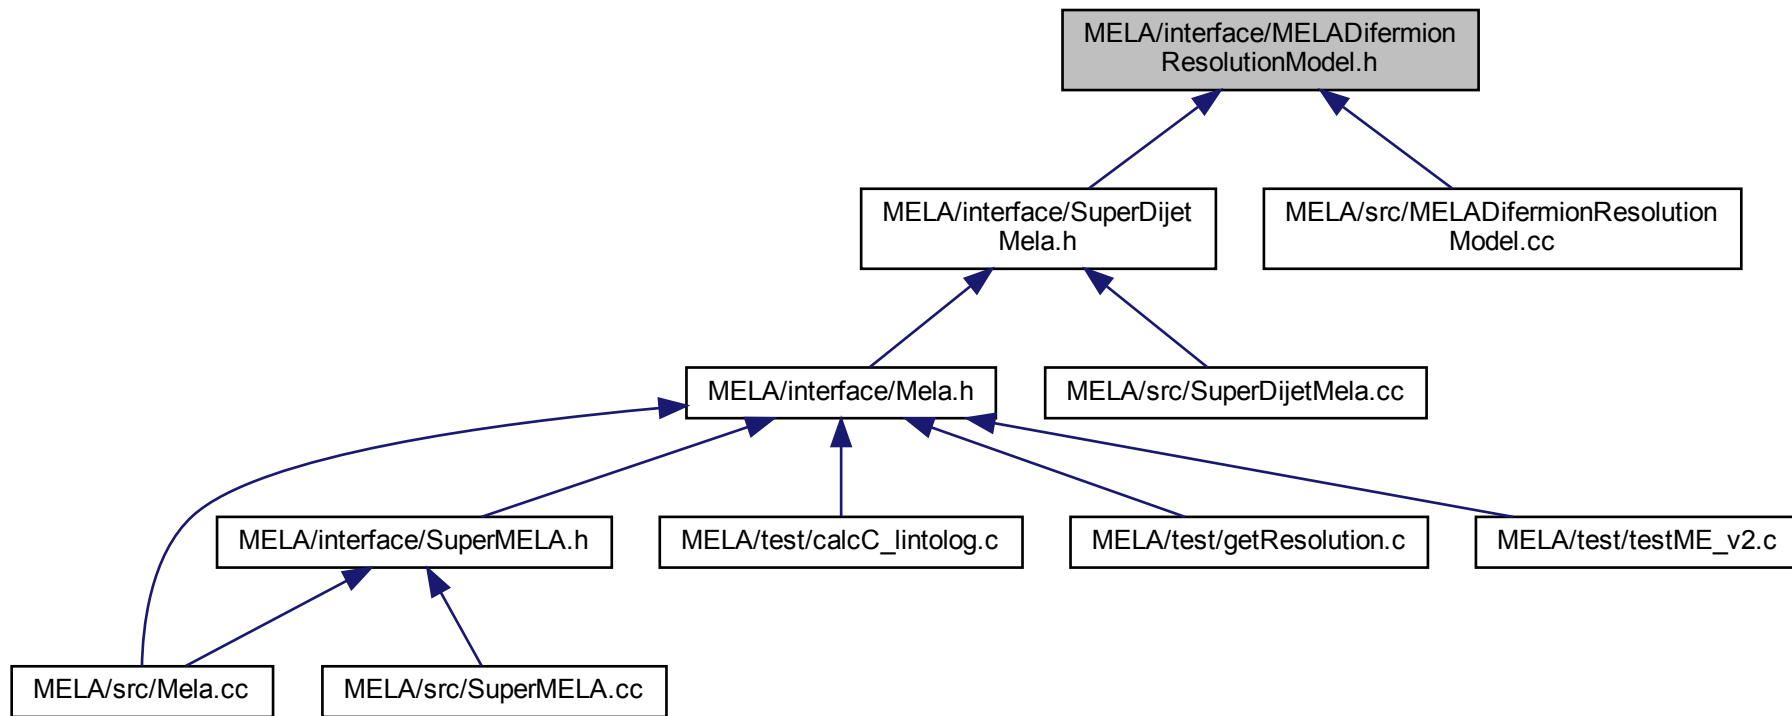 MELA/interface/MELADifermion
ResolutionModel.h
MELA/interface/SuperDijet
Mela.h
MELA/src/MELADifermionResolution
Model.cc
MELA/interface/Mela.h
MELA/src/SuperDijetMela.cc
MELA/interface/SuperMELA.h
MELA/test/calcC_lintolog.c
MELA/test/getResolution.c
MELA/test/testME_v2.c
MELA/src/Mela.cc
MELA/src/SuperMELA.cc